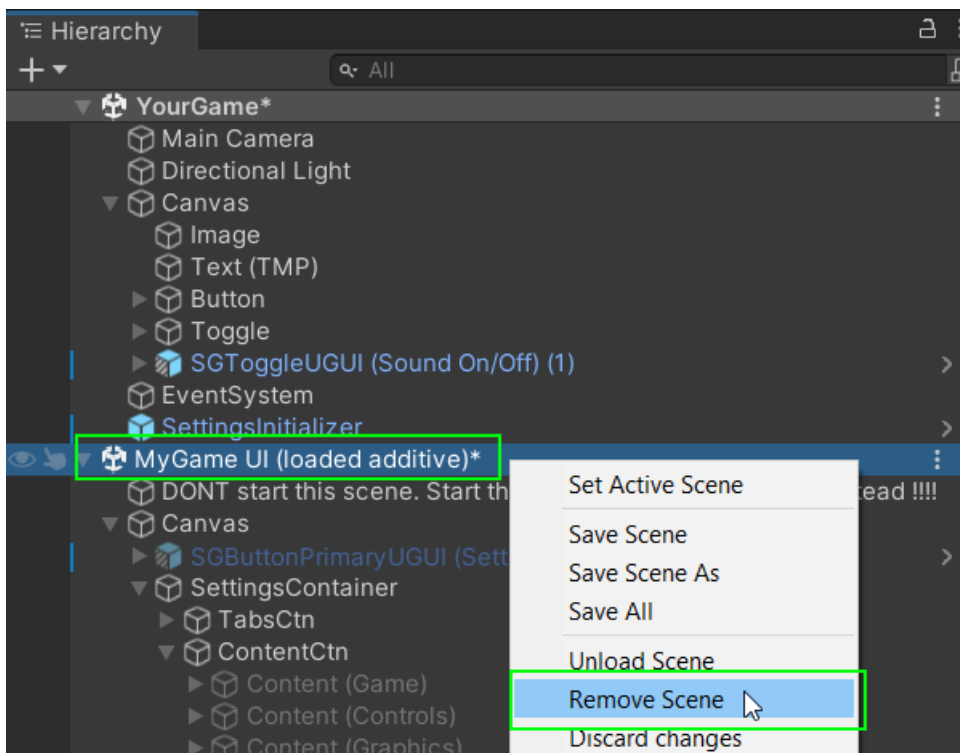 Hierarchy
All
YourGame*
Main Camera
Directional Light
Canvas
Image
Text (TMP)
Button
Toggle
SGToggleUGUI (Sound On/Off) (1)
EventSystem
SettingsInitializer
MyGame UI (loaded additive)*
DONT start this scene. Start th
ead !!!!
Canvas
SGButtonPrimaryUGUI (Sett
SettingsContainer
TabsCtn
ContentCtn
Content (Game)
Content (Controls)
Content (Graphics)
Set Active Scene
Save Scene
Save Scene As
Save All
Unload Scene
Remove Scene
Discard changes